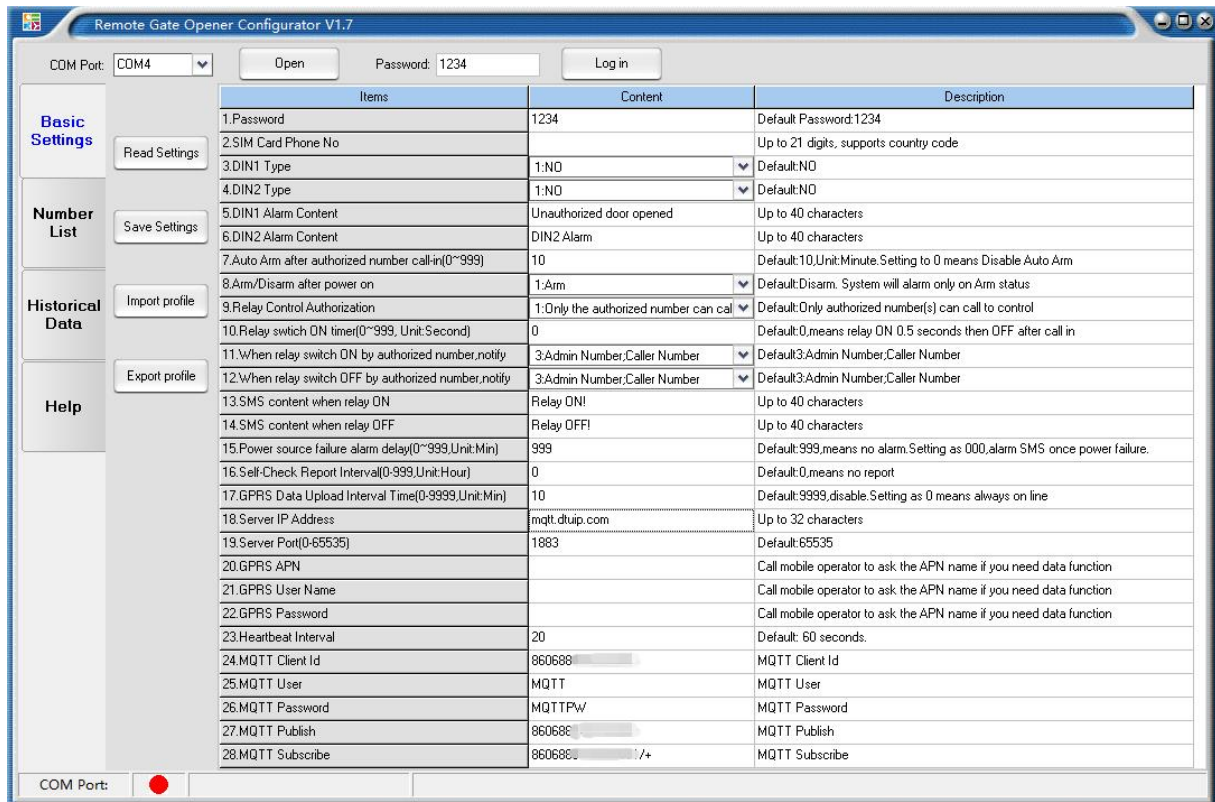 Remote Gate Opener Configurator V1.7
COM Port: COM4 Open Password: 1234 Log in
Basic Settings
Number List
Historical Data
Help
Read Settings
Save Settings
Import profile
Export profile
Items Content Description
1.Password 1234 Default Password:1234
2.SIM Card Phone No Up to 21 digits, supports country code
3.DIN1 Type 1:NO Default:NO
4.DIN2 Type 1:NO Default:NO
5.DIN1 Alarm Content Unauthorized door opened Up to 40 characters
6.DIN2 Alarm Content DIN2 Alarm Up to 40 characters
7.Auto Arm after authorized number call-in(0~999) 10 Default:10,Unit:Minute.Setting to 0 means Disable Auto Arm
8.Arm/Disarm after power on 1:Arm Default:Disarm. System will alarm only on Arm status
9.Relay Control Authorization 1:Only the authorized number can cal Default:Only authorized number(s) can call to control
10.Relay swtich ON timer(0~999, Unit:Second) 0 Default:0,means relay ON 0.5 seconds then OFF after call in
11.When relay switch ON by authorized number,notify 3:Admin Number;Caller Number Default3:Admin Number;Caller Number
12.When relay switch OFF by authorized number,notify 3:Admin Number;Caller Number Default3:Admin Number;Caller Number
13.SMS content when relay ON Relay ON! Up to 40 characters
14.SMS content when relay OFF Relay OFF! Up to 40 characters
15.Power source failure alarm delay(0~999,Unit:Min) 999 Default:999,means no alarm.Setting as 000,alarm SMS once power failure.
16.Self-Check Report Interval(0-999,Unit:Hour) 0 Default:0,means no report
17.GPRS Data Upload Interval Time(0-9999,Unit:Min) 10 Default:9999,disable.Setting as 0 means always on line
18.Server IP Address mqtt.dtuip.com Up to 32 characters
19.Server Port(0-65535) 1883 Default:65535
20.GPRS APN Call mobile operator to ask the APN name if you need data function
21.GPRS User Name Call mobile operator to ask the APN name if you need data function
22.GPRS Password Call mobile operator to ask the APN name if you need data function
23.Heartbeat Interval 20 Default: 60 seconds.
24.MQTT Client Id 860688 MQTT Client Id
25.MQTT User MQTT MQTT User
26.MQTT Password MQTTPW MQTT Password
27.MQTT Publish 860688 MQTT Publish
28.MQTT Subscribe 860688 /+ MQTT Subscribe
COM Port: